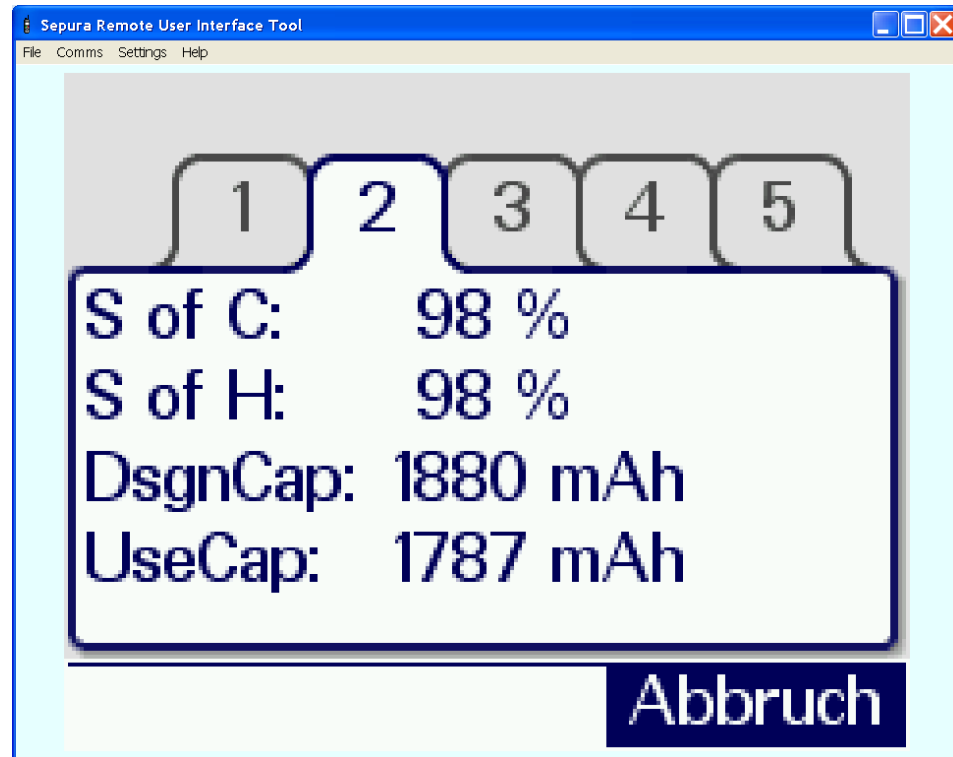 Sepura Remote User Interface Tool
File Comms Settings Help
1 2 3 4 5
S of C: 98 %
S of H: 98 %
DsgnCap: 1880 mAh
UseCap: 1787 mAh
Abbruch